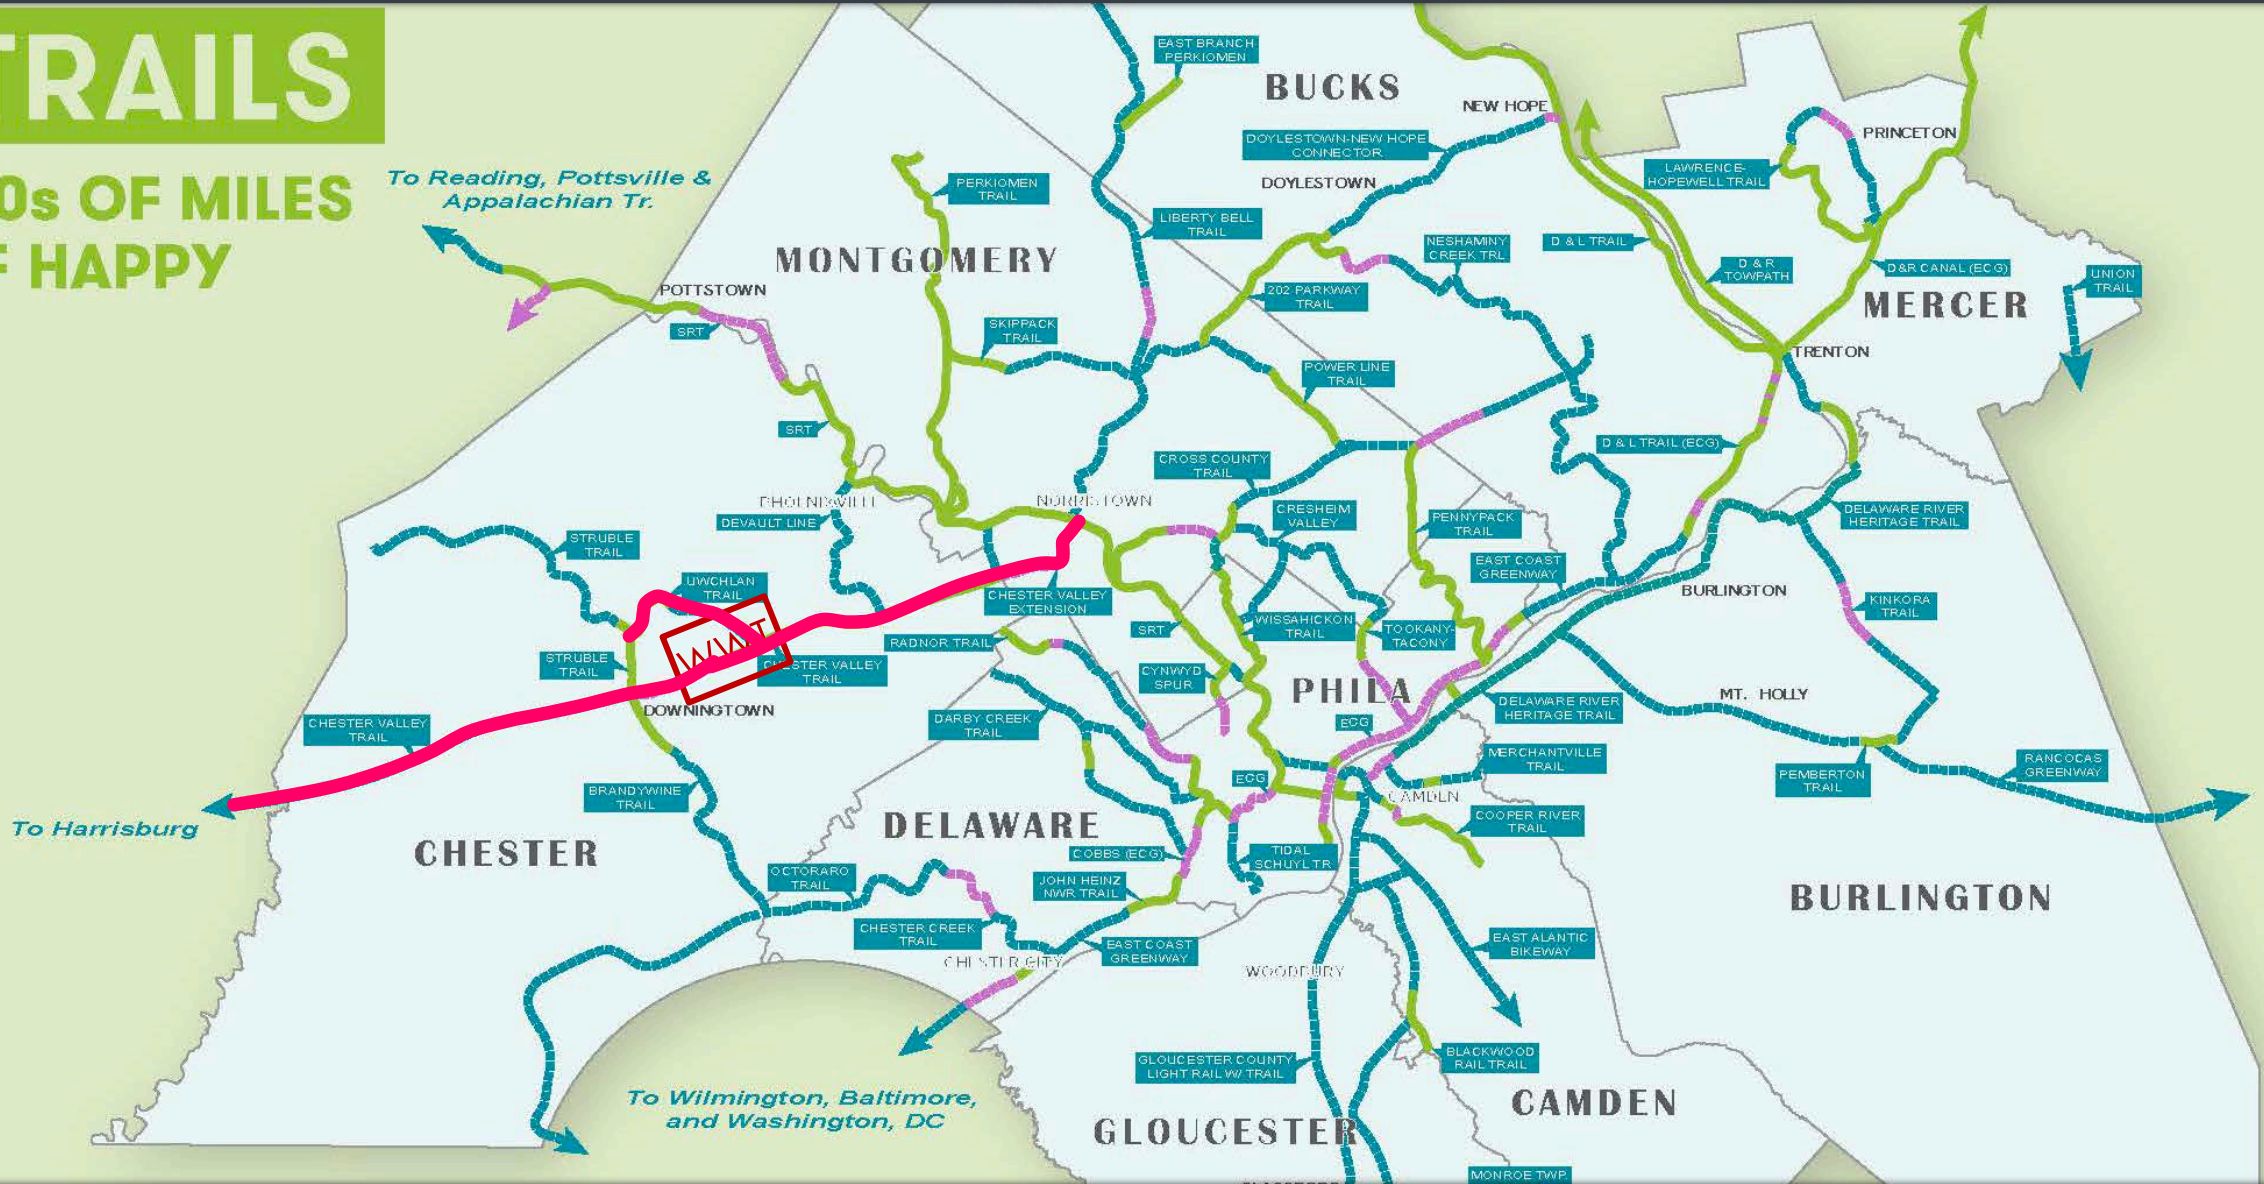 TRAILS
0s OF MILES
F HAPPY
To Reading, Pottsville &
Appalachian Tr.
EAST BRANCH
PERKIOMEN
BUCKS
NEW HOPE
DOYLESTOWN-NEW HOPE
CONNECTOR
DOYLESTOWN
PRINCETON
LAWRENCE-
HOPEWELL TRAIL
PERKIOMEN
TRAIL
LIBERTY BELL
TRAIL
NESHAMINY
CREEK TRL
D & L TRAIL
D & R
TOWPATH
D&R CANAL (ECG)
UNION
TRAIL
MONTGOMERY
POTTSTOWN
202 PARKWAY
TRAIL
MERCER
SRT
SKIPPACK
TRAIL
TRENTON
POWER LINE
TRAIL
SRT
D & L TRAIL (ECG)
CROSS COUNTY
TRAIL
PHOENIXVILLE
NORRISTOWN
DEVAULT LINE
CRESHEIM
VALLEY
PENNYPACK
TRAIL
DELAWARE RIVER
HERITAGE TRAIL
STRUBLE
TRAIL
EAST COAST
GREENWAY
UWCHLAN
TRAIL
CHESTER VALLEY
EXTENSION
BURLINGTON
KINKORA
TRAIL
WWT
RADNOR TRAIL
SRT
WISSAHICKON
TRAIL
TOOKANY-
TACONY
STRUBLE
TRAIL
CHESTER VALLEY
TRAIL
CYNWYD
SPUR
PHILA
MT. HOLLY
DOWNINGTOWN
DELAWARE RIVER
HERITAGE TRAIL
CHESTER VALLEY
TRAIL
DARBY CREEK
TRAIL
ECG
MERCHANTVILLE
TRAIL
RANCOCAS
GREENWAY
PEMBERTON
TRAIL
ECG
BRANDYWINE
TRAIL
CAMDEN
To Harrisburg
DELAWARE
COOPER RIVER
TRAIL
CHESTER
COBBS (ECG)
TIDAL
SCHUYL TR
OCTORARO
TRAIL
JOHN HEINZ
NWR TRAIL
BURLINGTON
CHESTER CREEK
TRAIL
EAST COAST
GREENWAY
EAST ALANTIC
BIKEWAY
CHESTER CITY
WOODBURY
GLOUCESTER COUNTY
LIGHT RAIL W/ TRAIL
BLACKWOOD
RAIL TRAIL
To Wilmington, Baltimore,
and Washington, DC
CAMDEN
GLOUCESTER
MONROE TWP.